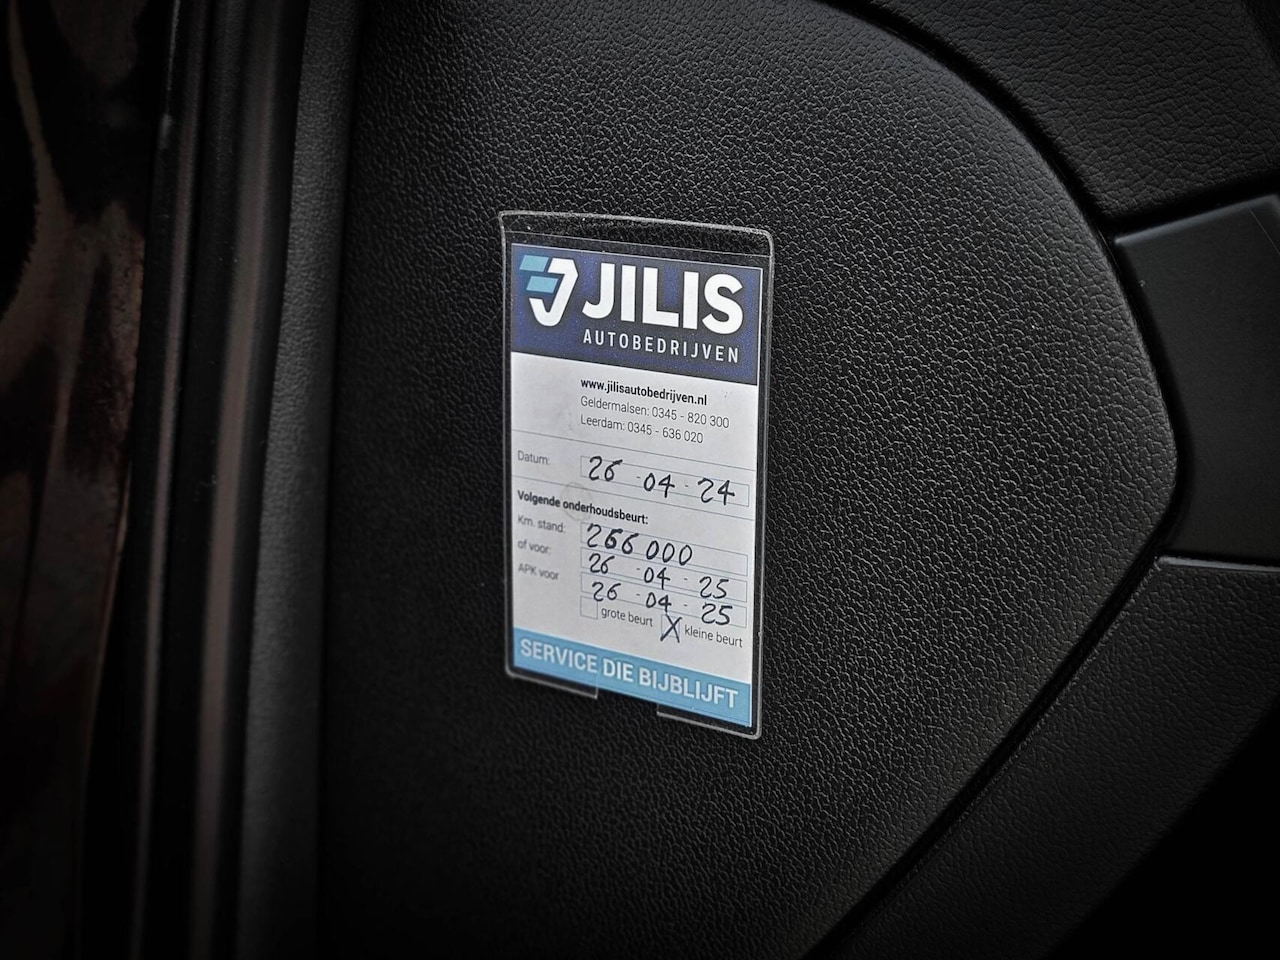 JILIS
AUTOBEDRIJVEN
www.jilisautobedrijven.nl
Geldermalsen: 0345 - 820 300
Leerdam: 0345 - 636 020
Datum: 26 - 04 - 24
Volgende onderhoudsbeurt:
Km. stand: 266 000
of voor: 26 - 04 - 25
APK voor 26 - 04 - 25
grote beurt X kleine beurt
SERVICE DIE BIJBLIJFT